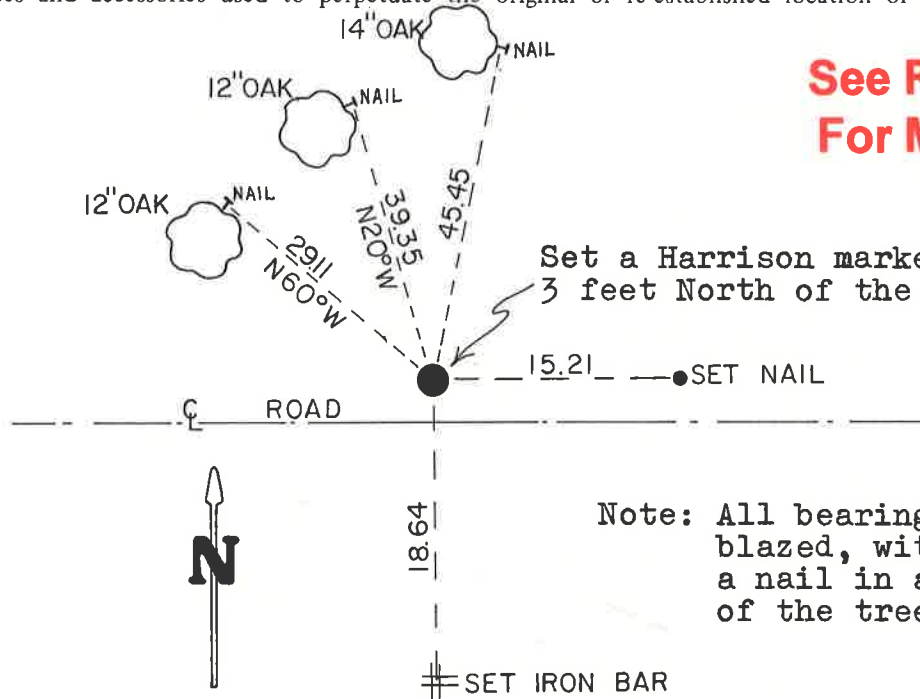 14"OAK
NAIL
See
12"OAK
NAIL
For
12"OAK
NAIL
39.35
N20°W
45.45
29.11
N60°W
Set a Harrison marke
3 feet North of the
15.21
SET NAIL
℄ ROAD
18.64
N
Note: All bearing
blazed, wit
a nail in a
of the tree
SET IRON BAR